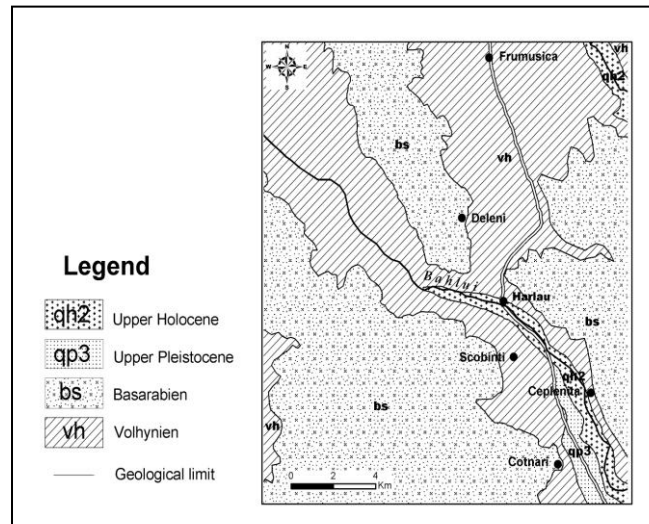 N
W E
S
vh
qh2
Frumusica
bs
vh
Deleni
Bahlui
Harlau
bs
Scobinti
qh2
Ceplenita
bs
vh
Cotnari
qp3
0 2 4
Km
Legend
qh2 Upper Holocene
qp3 Upper Pleistocene
bs Basarabien
vh Volhynien
Geological limit